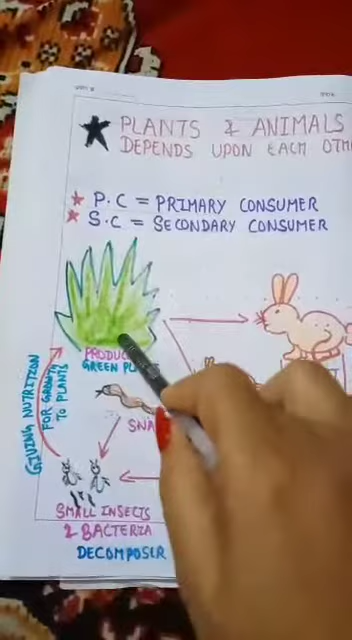 PLANTS & ANIMALS
DEPENDS UPON EACH
P.C = PRIMARY CONSUMER
S.C = SECONDARY CONSUMER
GREEN
GIVING NUTRITION
FOR GROWTH
TO PLANTS
SMALL INSECTS
& BACTERIA
DECOMPOSER